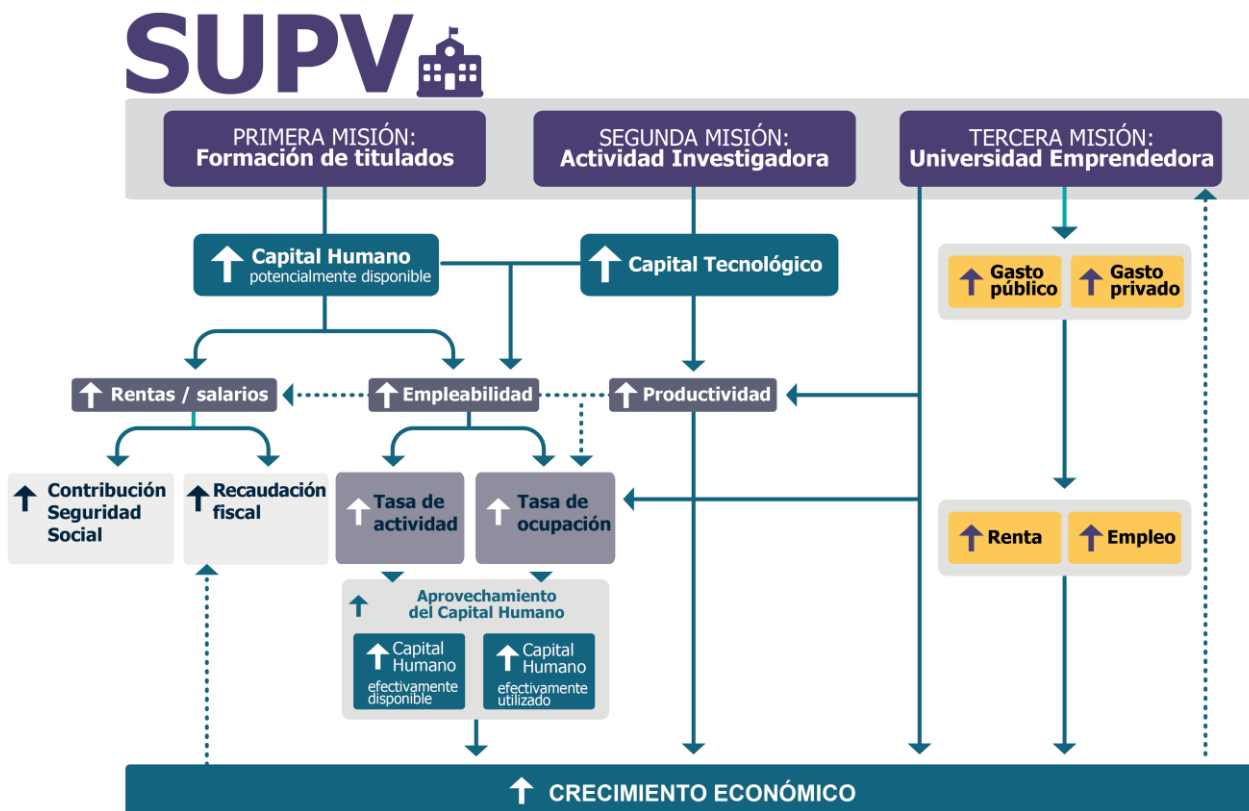 SUPV
PRIMERA MISIÓN:
Formación de titulados
SEGUNDA MISIÓN:
Actividad Investigadora
TERCERA MISIÓN:
Universidad Emprendedora
Capital Humano
potencialmente disponible
Capital Tecnológico
Gasto
público
Gasto
privado
Rentas / salarios
Empleabilidad
Productividad
Contribución
Seguridad
Social
Recaudación
fiscal
Tasa de
actividad
Tasa de
ocupación
Renta
Empleo
Aprovechamiento
del Capital Humano
Capital
Humano
efectivamente
disponible
Capital
Humano
efectivamente
utilizado
CRECIMIENTO ECONÓMICO